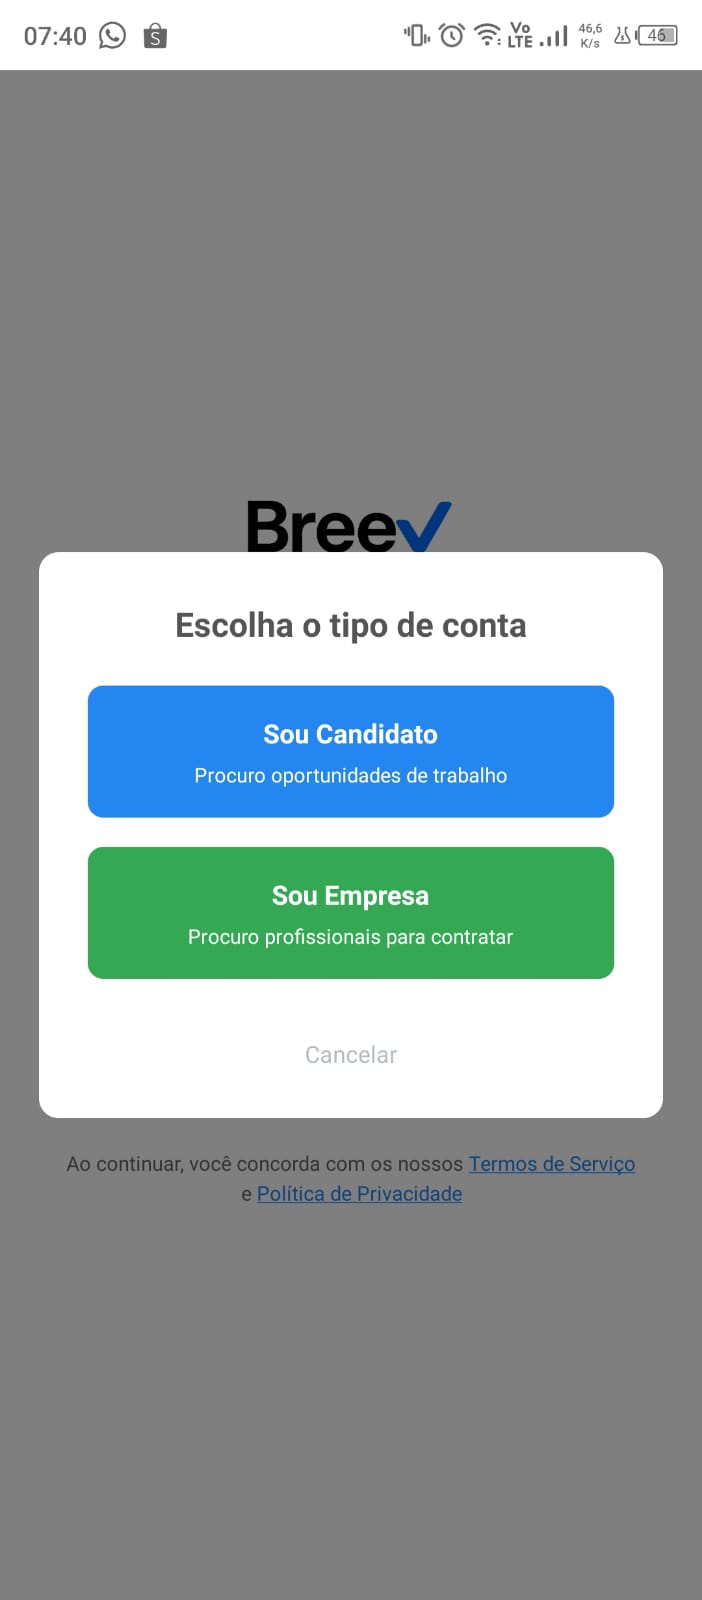 07:40
Vo
LTE
46,6
K/s
46
Breev
Escolha o tipo de conta
Sou Candidato
Procuro oportunidades de trabalho
Sou Empresa
Procuro profissionais para contratar
Cancelar
Ao continuar, você concorda com os nossos Termos de Serviço
e Política de Privacidade